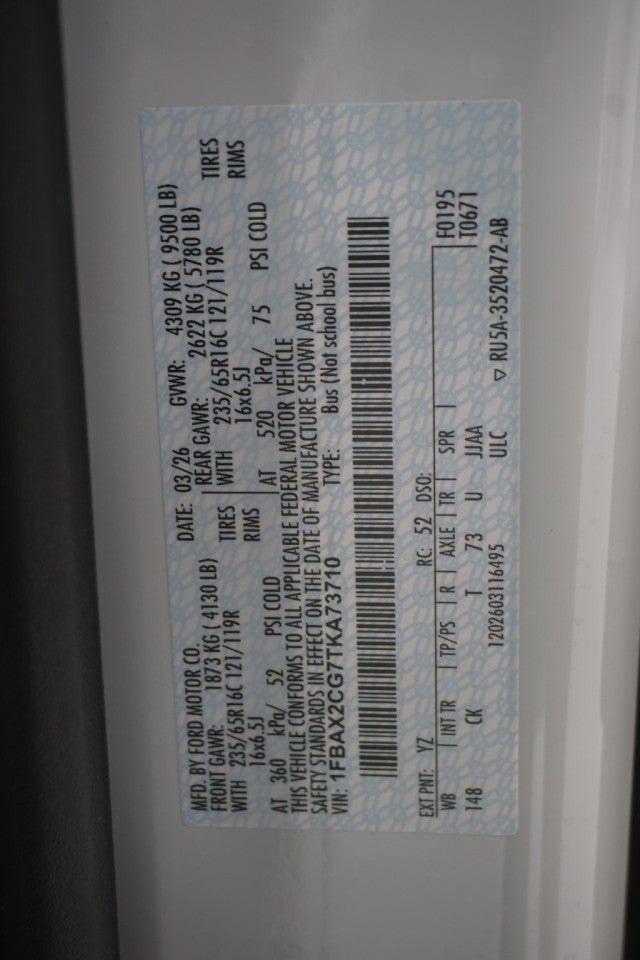 MFD. BY FORD MOTOR CO. DATE: 03/26 GVWR: 4309 KG ( 9500 LB)
FRONT GAWR: 1873 KG ( 4130 LB) REAR GAWR: 2622 KG ( 5780 LB)
WITH 235/65R16C 121/119R TIRES WITH 235/65R16C 121/119R TIRES
16x6.5J RIMS 16x6.5J RIMS
AT 360 kPa/ 52 PSI COLD AT 520 kPa/ 75 PSI COLD
THIS VEHICLE CONFORMS TO ALL APPLICABLE FEDERAL MOTOR VEHICLE
SAFETY STANDARDS IN EFFECT ON THE DATE OF MANUFACTURE SHOWN ABOVE.
VIN: 1FBAX2CG7TKA73710 TYPE: Bus (Not school bus)
EXT PNT: YZ RC: 52 DSO:
WB INT TR TP/PS R AXLE TR SPR F0195
148 CK T 73 U JJAA T0671
1202603116495 ULC ▽ RU5A-3520472-AB